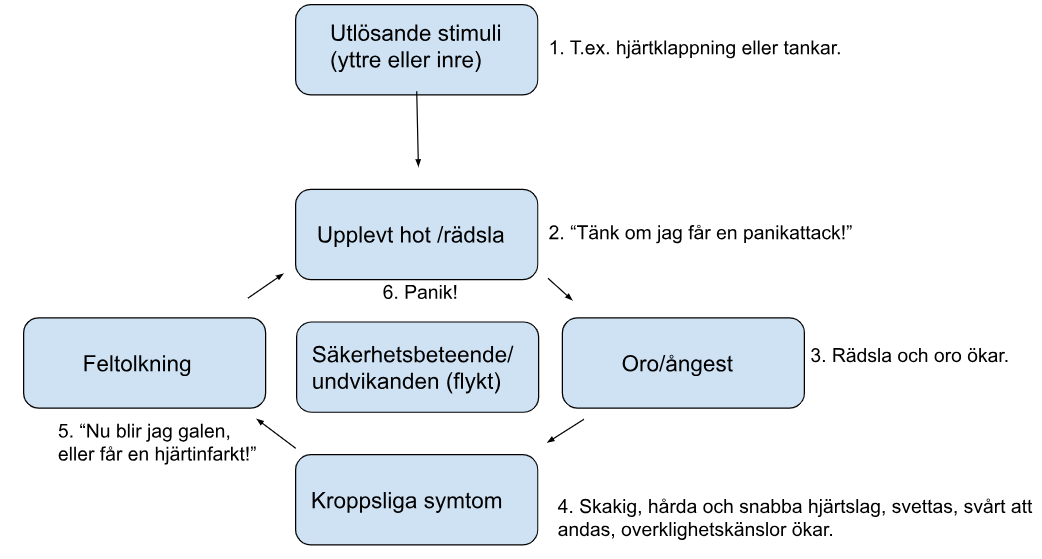 Utlösande stimuli
(yttre eller inre)
1. T.ex. hjärtklappning eller tankar.
Upplevt hot /rädsla
2. “Tänk om jag får en panikattack!”
6. Panik!
Feltolkning
Säkerhetsbeteende/
undvikanden (flykt)
Oro/ångest
3. Rädsla och oro ökar.
5. “Nu blir jag galen,
eller får en hjärtinfarkt!”
Kroppsliga symtom
4. Skakig, hårda och snabba hjärtslag, svettas, svårt att
andas, overklighetskänslor ökar.